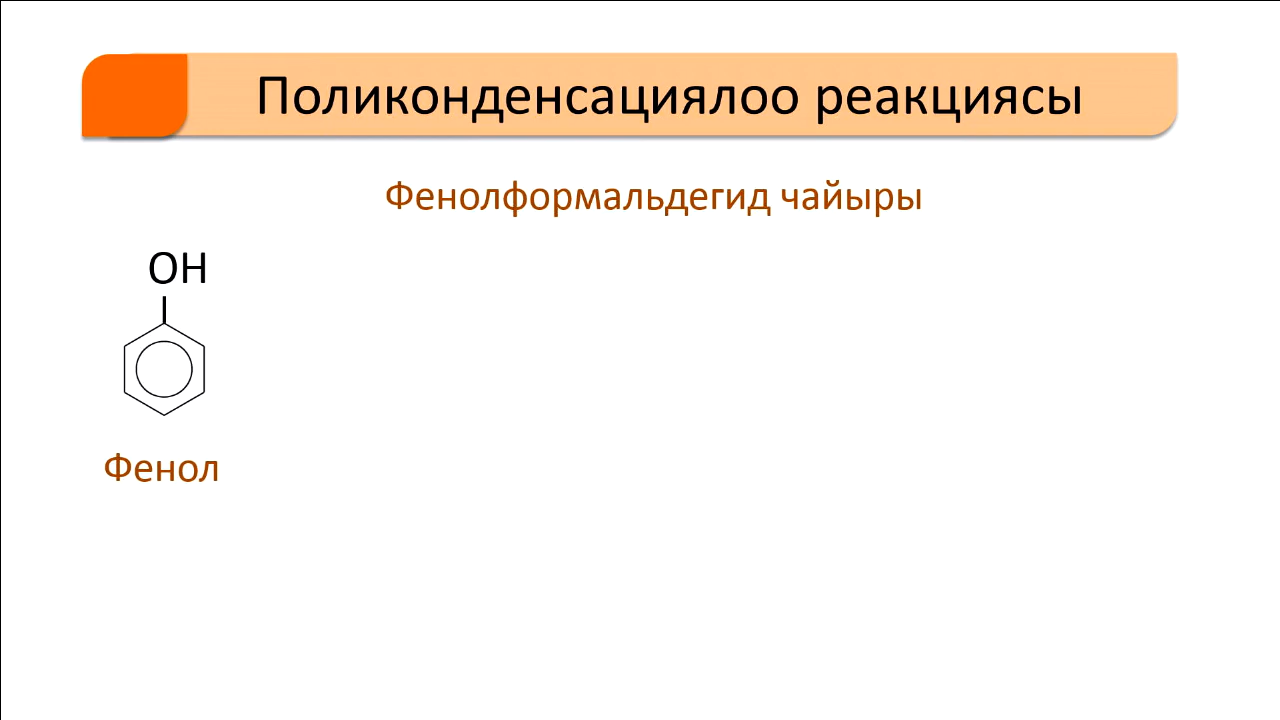 Поликонденсациялоо реакциясы
Фенолформальдегид чайыры
OH
Фенол